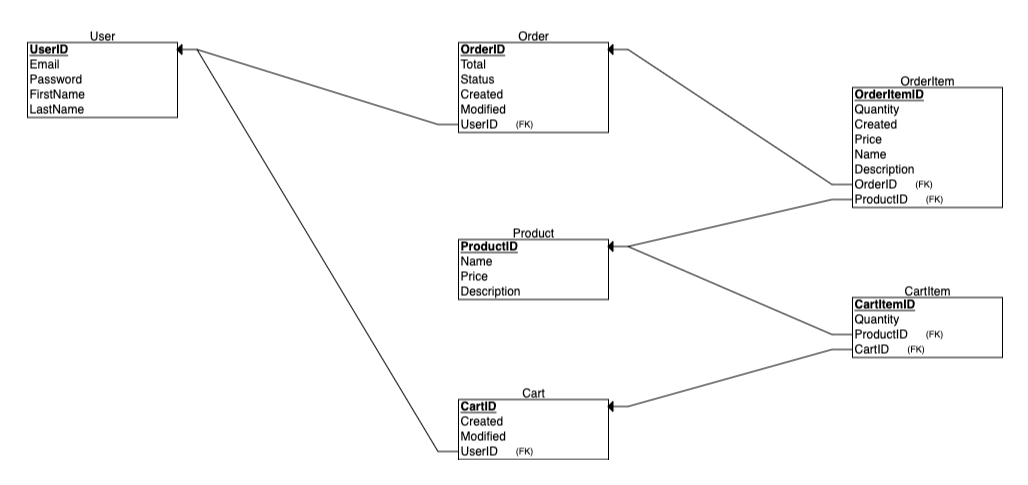 User
UserID
Email
Password
FirstName
LastName
Order
OrderID
Total
Status
Created
Modified
UserID (FK)
OrderItem
OrderItemID
Quantity
Created
Price
Name
Description
OrderID (FK)
ProductID (FK)
Product
ProductID
Name
Price
Description
CartItem
CartItemID
Quantity
ProductID (FK)
CartID (FK)
Cart
CartID
Created
Modified
UserID (FK)